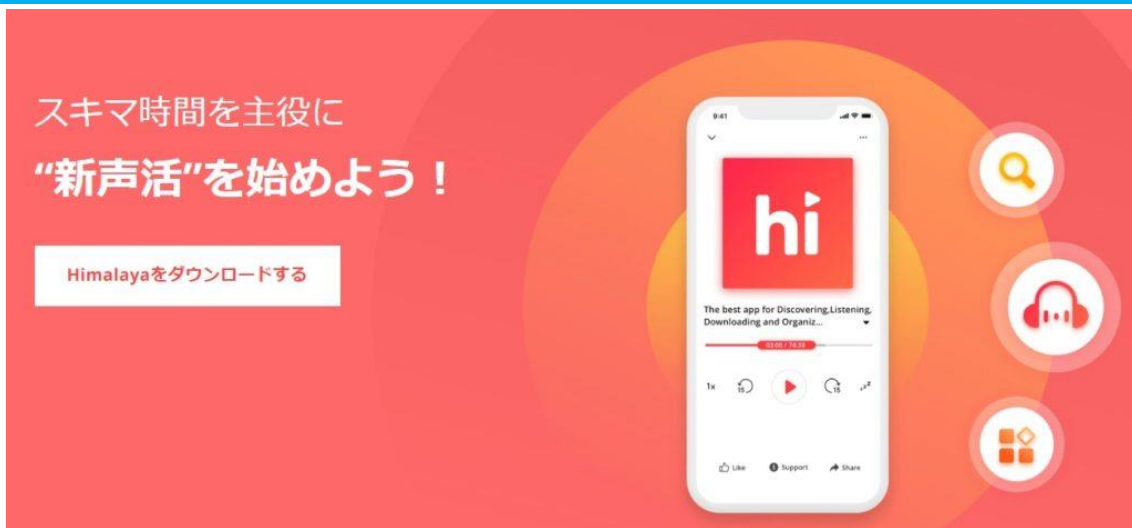 スキマ時間を主役に
“新声活”を始めよう！
Himalayaをダウンロードする
9:41
hi
The best app for Discovering,Listening,
Downloading and Organiz...
03:00 / 74:30
1x
15
15
Like
Support
Share